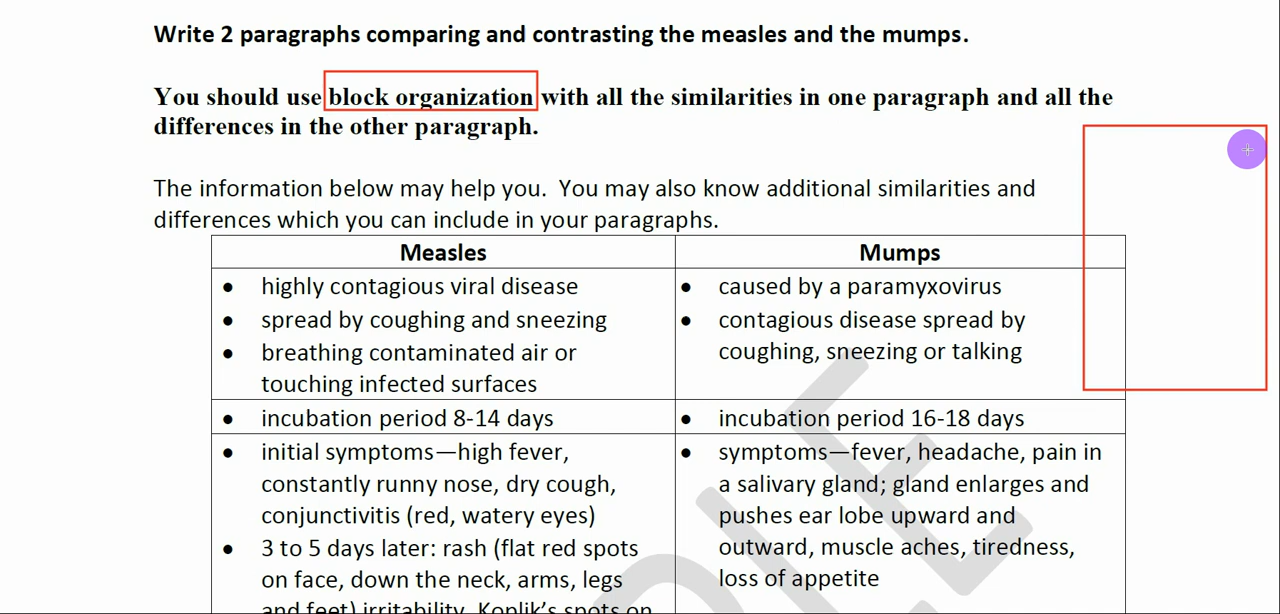 Write 2 paragraphs comparing and contrasting the measles and the mumps.
You should use block organization with all the similarities in one paragraph and all the
differences in the other paragraph.
The information below may help you.  You may also know additional similarities and
differences which you can include in your paragraphs.
Measles
Mumps
● highly contagious viral disease
● spread by coughing and sneezing
● breathing contaminated air or
touching infected surfaces
● caused by a paramyxovirus
● contagious disease spread by
coughing, sneezing or talking
● incubation period 8-14 days
● incubation period 16-18 days
● initial symptoms—high fever,
constantly runny nose, dry cough,
conjunctivitis (red, watery eyes)
● 3 to 5 days later: rash (flat red spots
on face, down the neck, arms, legs
and feet) irritability, Koplik's spots on
● symptoms—fever, headache, pain in
a salivary gland; gland enlarges and
pushes ear lobe upward and
outward, muscle aches, tiredness,
loss of appetite